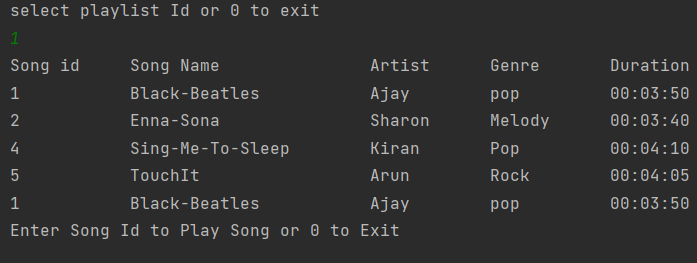 select playlist Id or 0 to exit
1
Song id Song Name Artist Genre Duration
1 Black-Beatles Ajay pop 00:03:50
2 Enna-Sona Sharon Melody 00:03:40
4 Sing-Me-To-Sleep Kiran Pop 00:04:10
5 TouchIt Arun Rock 00:04:05
1 Black-Beatles Ajay pop 00:03:50
Enter Song Id to Play Song or 0 to Exit